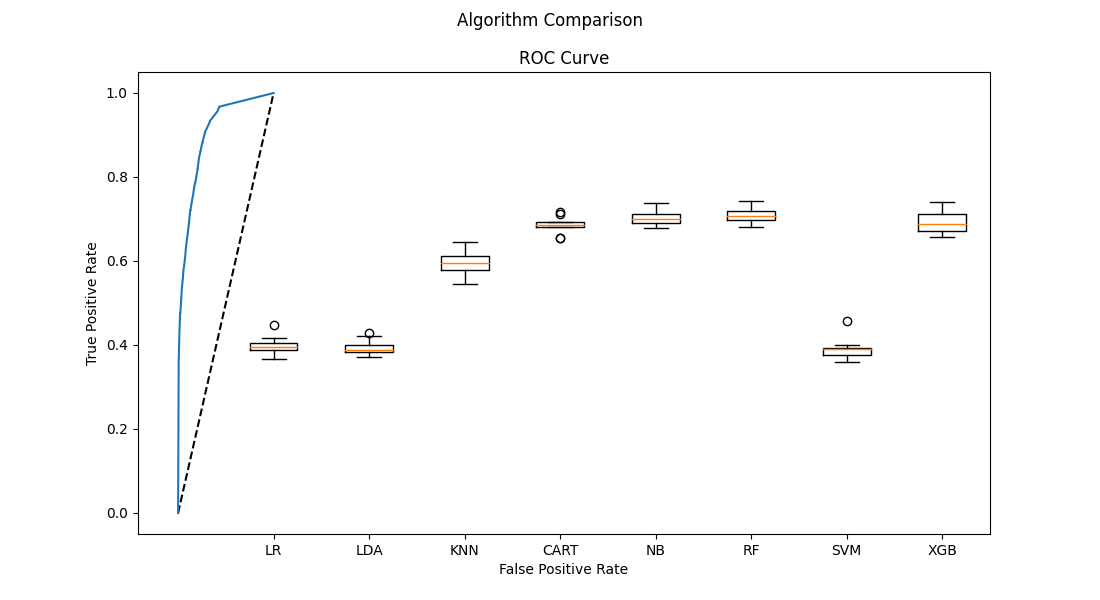 Algorithm Comparison
ROC Curve
True Positive Rate
1.0
0.8
0.6
0.4
0.2
0.0
LR LDA KNN CART NB RF SVM XGB
False Positive Rate